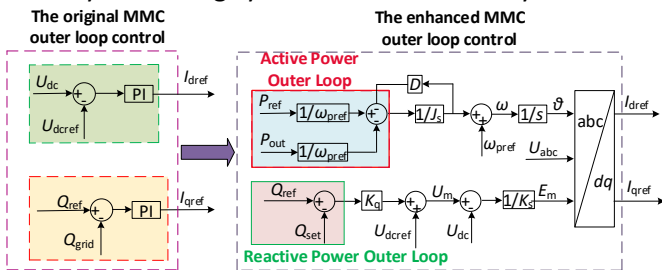 The original MMC
outer loop control
The enhanced MMC
outer loop control
U_dc
PI
I_dref
U_dcref
Q_ref
PI
I_qref
Q_grid
Active Power
Outer Loop
D
P_ref
1/ω_pref
1/J_s
ω
1/s
ϑ
I_dref
P_out
1/ω_pref
ω_pref
U_abc
abc
dq
Q_ref
K_q
U_m
1/K_s
E_m
I_qref
Q_set
U_dcref
U_dc
Reactive Power Outer Loop